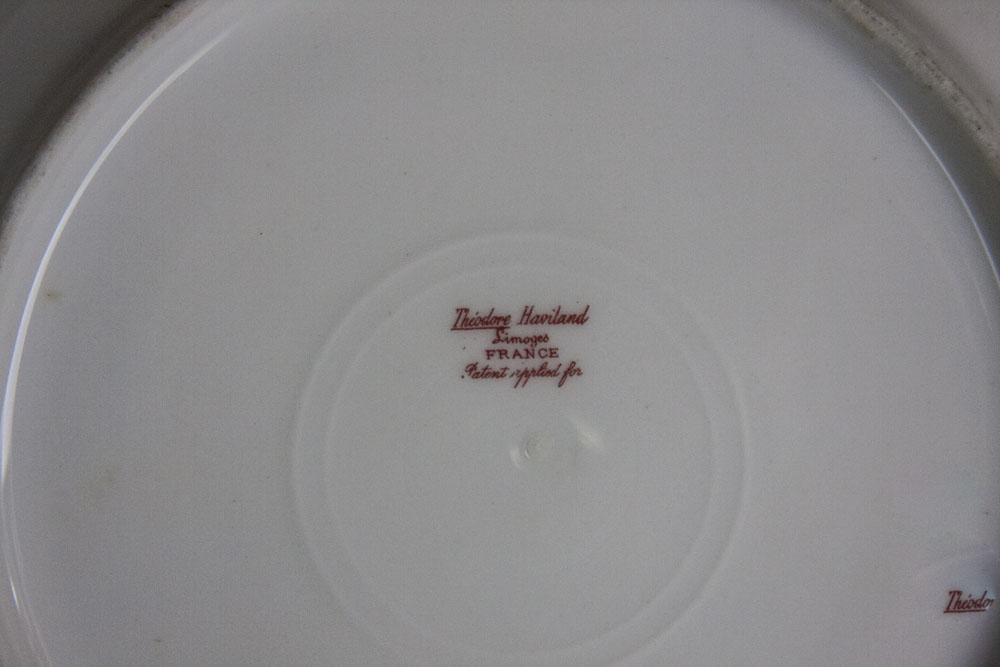 Théodore Haviland
Limoges
FRANCE
Patent applied for
Théodor